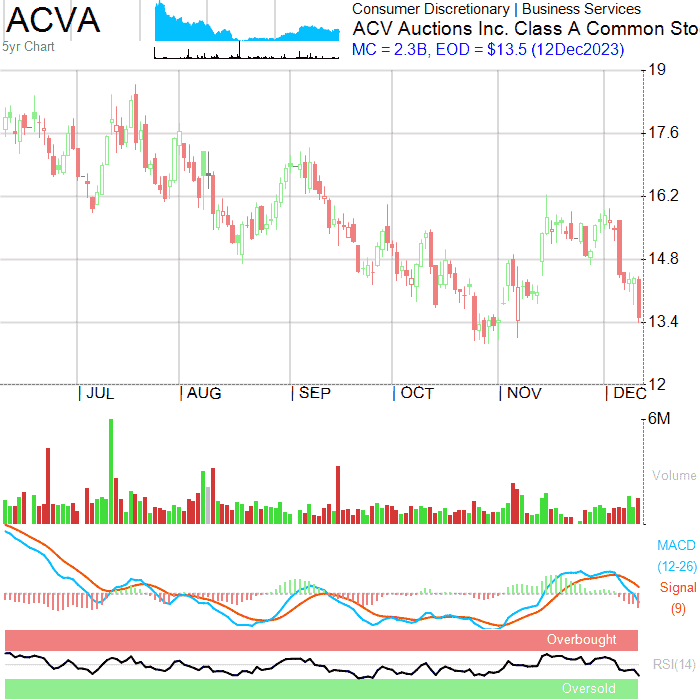 ACVA
5yr Chart
Consumer Discretionary | Business Services
ACV Auctions Inc. Class A Common Sto
MC = 2.3B, EOD = $13.5 (12Dec2023)
19
17.6
16.2
14.8
13.4
12
JUL AUG SEP OCT NOV DEC
6M
Volume
MACD
(12-26)
Signal
(9)
Overbought
RSI(14)
Oversold